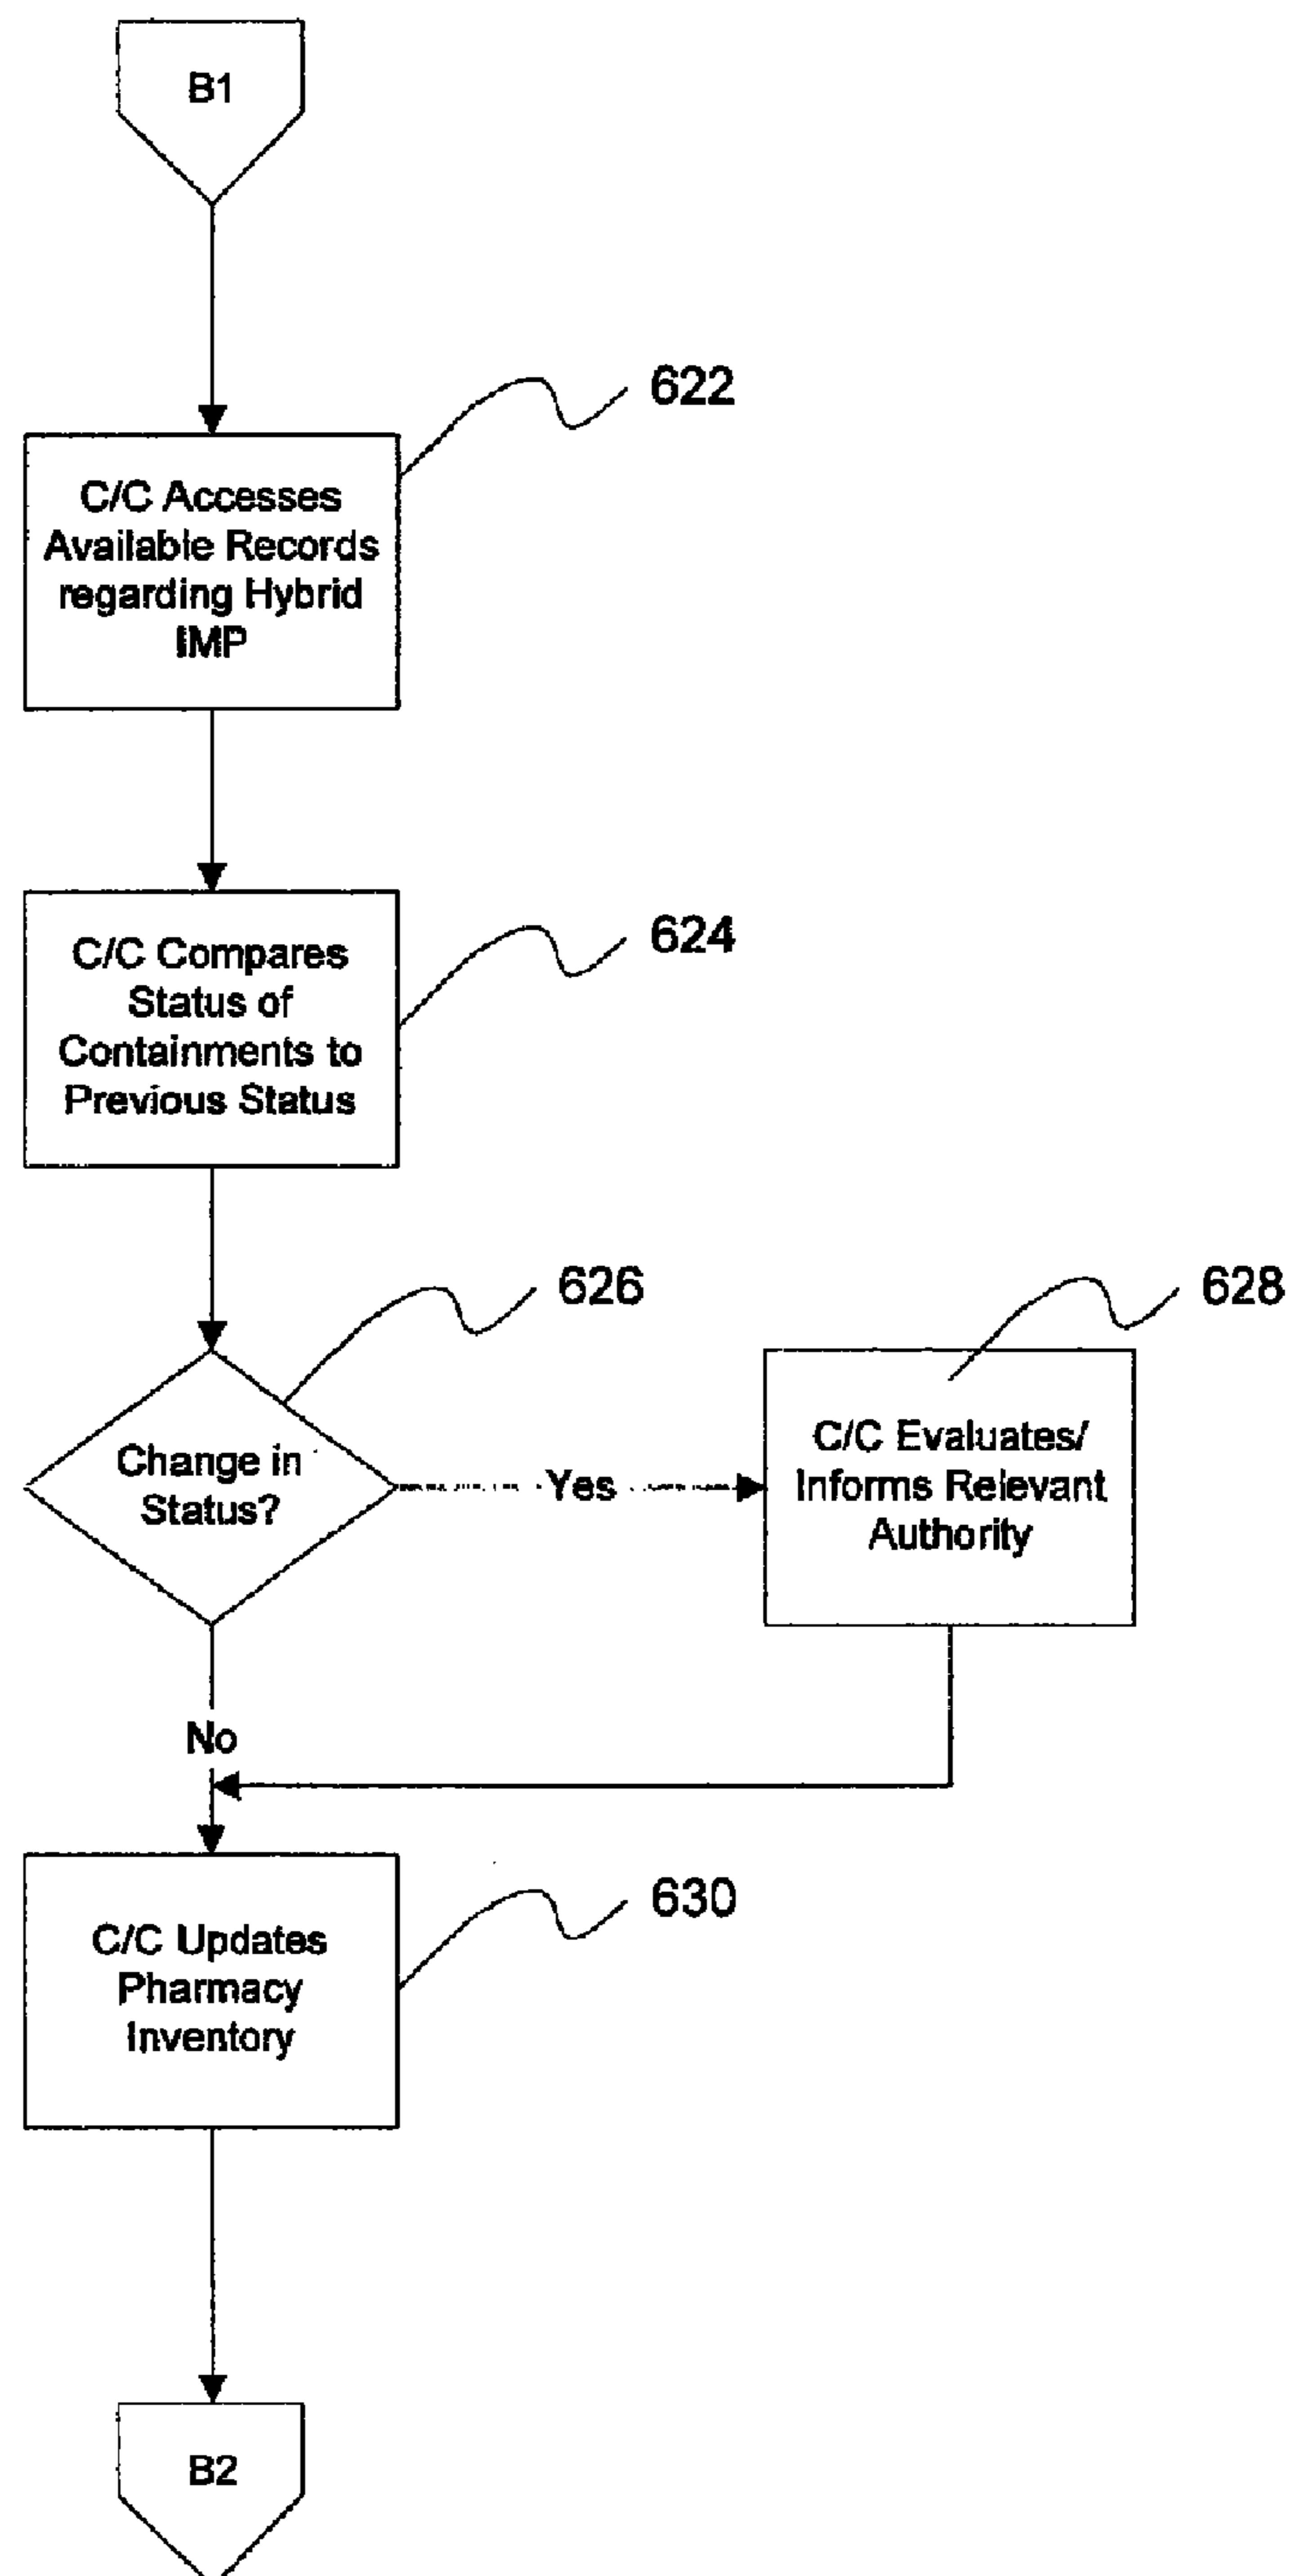 B1
622
C/C Accesses
Available Records
regarding Hybrid
IMP
624
C/C Compares
Status of
Containments to
Previous Status
626
628
Change in
Status?
Yes
C/C Evaluates/
Informs Relevant
Authority
No
630
C/C Updates
Pharmacy
Inventory
B2